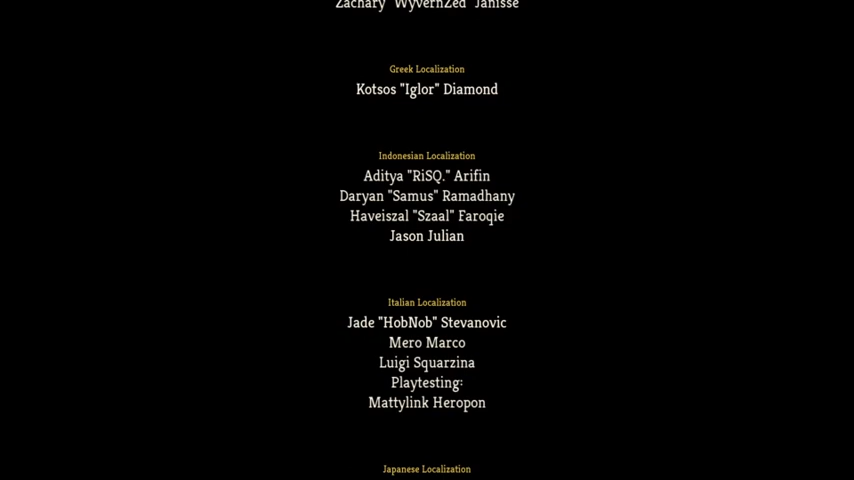 Zachary "WyvernZed" Janisse
Greek Localization
Kotsos "Iglor" Diamond
Indonesian Localization
Aditya "RiSQ." Arifin
Daryan "Samus" Ramadhany
Haveiszal "Szaal" Faroqie
Jason Julian
Italian Localization
Jade "HobNob" Stevanovic
Mero Marco
Luigi Squarzina
Playtesting:
Mattylink Heropon
Japanese Localization